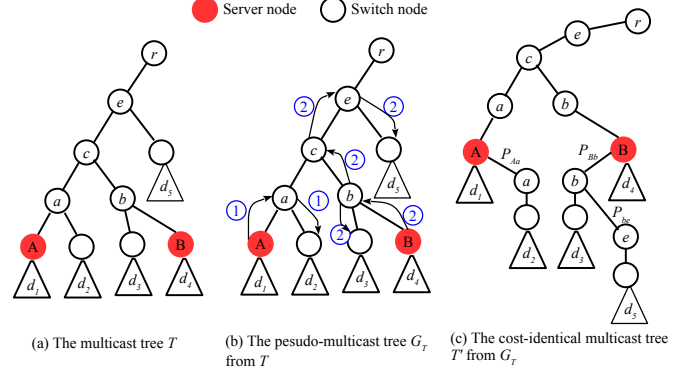 Server node
Switch node
r
e
c
d5
a
b
A
B
d1
d2
d3
d4
(a) The multicast tree T
r
2
e
2
c
2
d5
1
a
1
b
2
2
A
B
d1
d2
d3
d4
(b) The pesudo-multicast tree GT
from T
r
e
c
a
b
A
B
PAa
PBb
d1
a
b
d4
Pbe
e
d2
d3
d5
(c) The cost-identical multicast tree
T' from GT